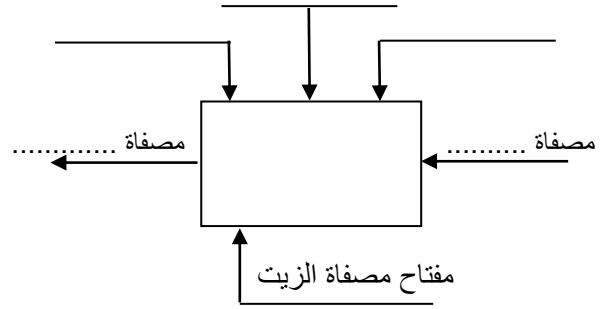 مصفاة ..........
مصفاة .............
مفتاح مصفاة الزيت